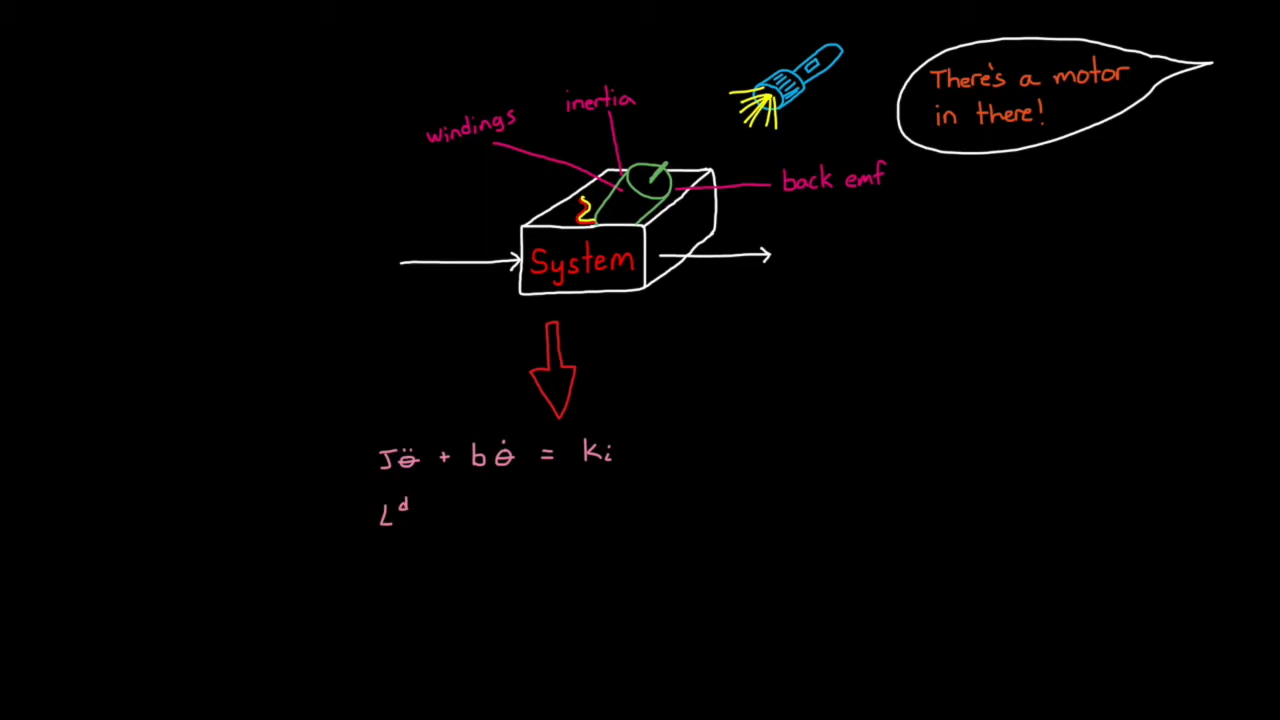 There's a motor
in there!
inertia
windings
back emf
System
Jθ̈ + bθ̇ = Ki
L d